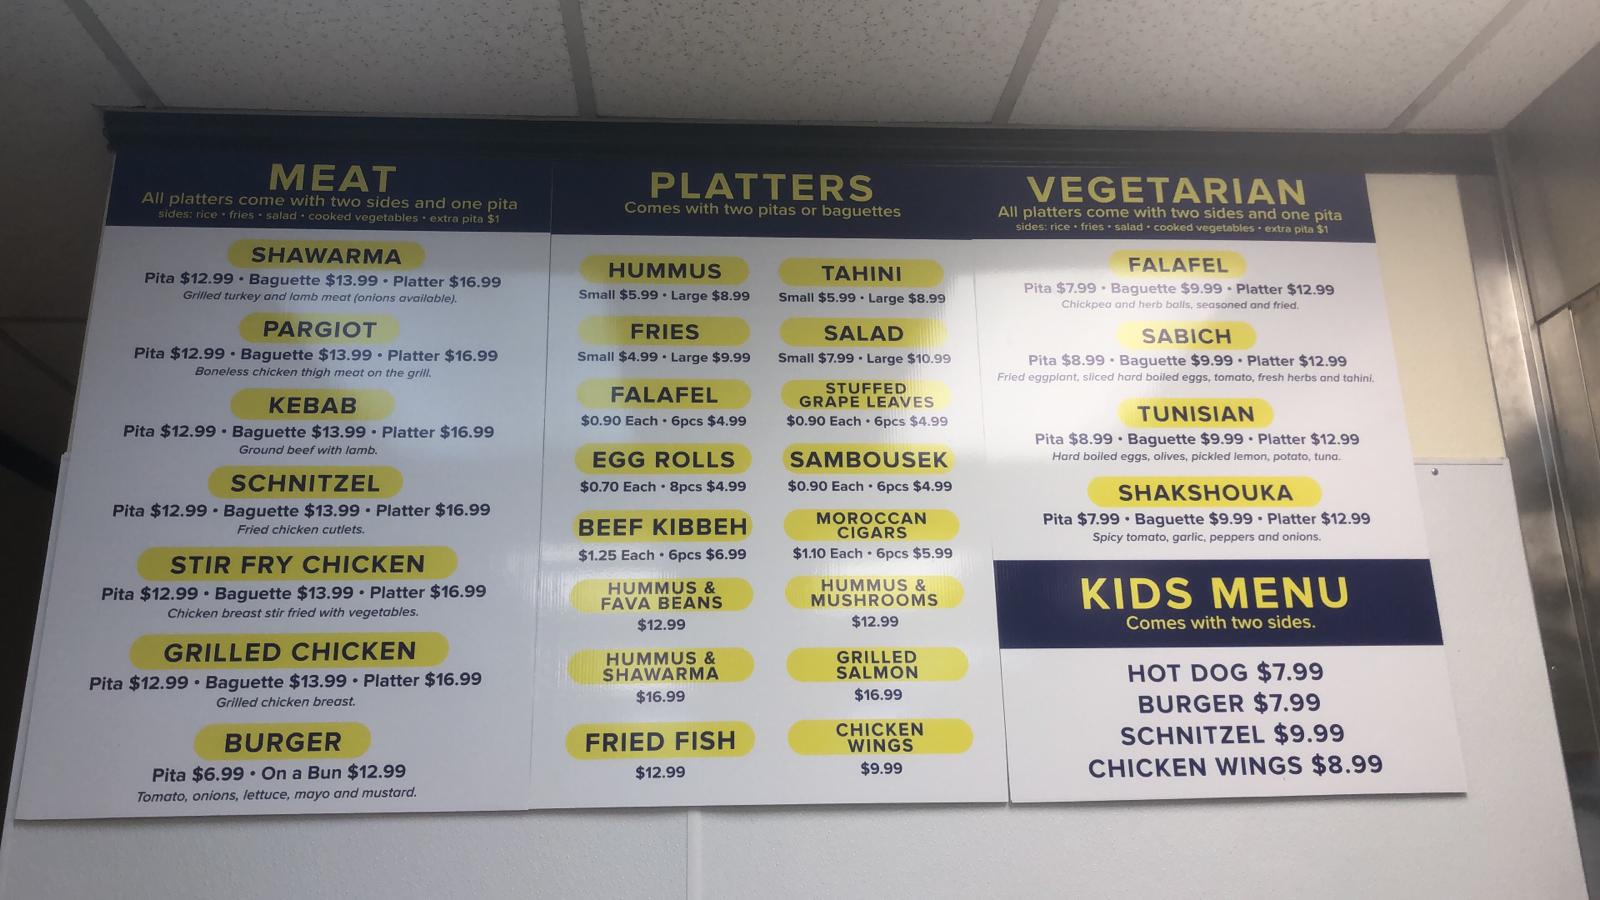 MEAT
All platters come with two sides and one pita
sides: rice • fries • salad • cooked vegetables • extra pita $1
SHAWARMA
Pita $12.99 • Baguette $13.99 • Platter $16.99
Grilled turkey and lamb meat (onions available).
PARGIOT
Pita $12.99 • Baguette $13.99 • Platter $16.99
Boneless chicken thigh meat on the grill.
KEBAB
Pita $12.99 • Baguette $13.99 • Platter $16.99
Ground beef with lamb.
SCHNITZEL
Pita $12.99 • Baguette $13.99 • Platter $16.99
Fried chicken cutlets.
STIR FRY CHICKEN
Pita $12.99 • Baguette $13.99 • Platter $16.99
Chicken breast stir fried with vegetables.
GRILLED CHICKEN
Pita $12.99 • Baguette $13.99 • Platter $16.99
Grilled chicken breast.
BURGER
Pita $6.99 • On a Bun $12.99
Tomato, onions, lettuce, mayo and mustard.
PLATTERS
Comes with two pitas or baguettes
HUMMUS
Small $5.99 • Large $8.99
TAHINI
Small $5.99 • Large $8.99
FRIES
Small $4.99 • Large $9.99
SALAD
Small $7.99 • Large $10.99
FALAFEL
$0.90 Each • 6pcs $4.99
STUFFED
GRAPE LEAVES
$0.90 Each • 6pcs $4.99
EGG ROLLS
$0.70 Each • 8pcs $4.99
SAMBOUSEK
$0.90 Each • 6pcs $4.99
BEEF KIBBEH
$1.25 Each • 6pcs $6.99
MOROCCAN
CIGARS
$1.10 Each • 6pcs $5.99
HUMMUS &
FAVA BEANS
$12.99
HUMMUS &
MUSHROOMS
$12.99
HUMMUS &
SHAWARMA
$16.99
GRILLED
SALMON
$16.99
FRIED FISH
$12.99
CHICKEN
WINGS
$9.99
VEGETARIAN
All platters come with two sides and one pita
sides: rice • fries • salad • cooked vegetables • extra pita $1
FALAFEL
Pita $7.99 • Baguette $9.99 • Platter $12.99
Chickpea and herb balls, seasoned and fried.
SABICH
Pita $8.99 • Baguette $9.99 • Platter $12.99
Fried eggplant, sliced hard boiled eggs, tomato, fresh herbs and tahini.
TUNISIAN
Pita $8.99 • Baguette $9.99 • Platter $12.99
Hard boiled eggs, olives, pickled lemon, potato, tuna.
SHAKSHOUKA
Pita $7.99 • Baguette $9.99 • Platter $12.99
Spicy tomato, garlic, peppers and onions.
KIDS MENU
Comes with two sides.
HOT DOG $7.99
BURGER $7.99
SCHNITZEL $9.99
CHICKEN WINGS $8.99